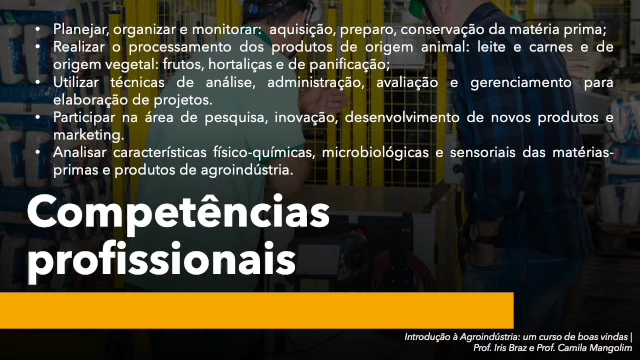 • Planejar, organizar e monitorar: aquisição, preparo, conservação da matéria prima;
• Realizar o processamento dos produtos de origem animal: leite e carnes e de
origem vegetal: frutos, hortaliças e de panificação;
• Utilizar técnicas de análise, administração, avaliação e gerenciamento para
elaboração de projetos.
• Participar na área de pesquisa, inovação, desenvolvimento de novos produtos e
marketing.
• Analisar características físico-químicas, microbiológicas e sensoriais das matérias-
primas e produtos de agroindústria.
Competências
profissionais
Introdução à Agroindústria: um curso de boas vindas |
Prof. Iris Braz e Prof. Camila Mangolim